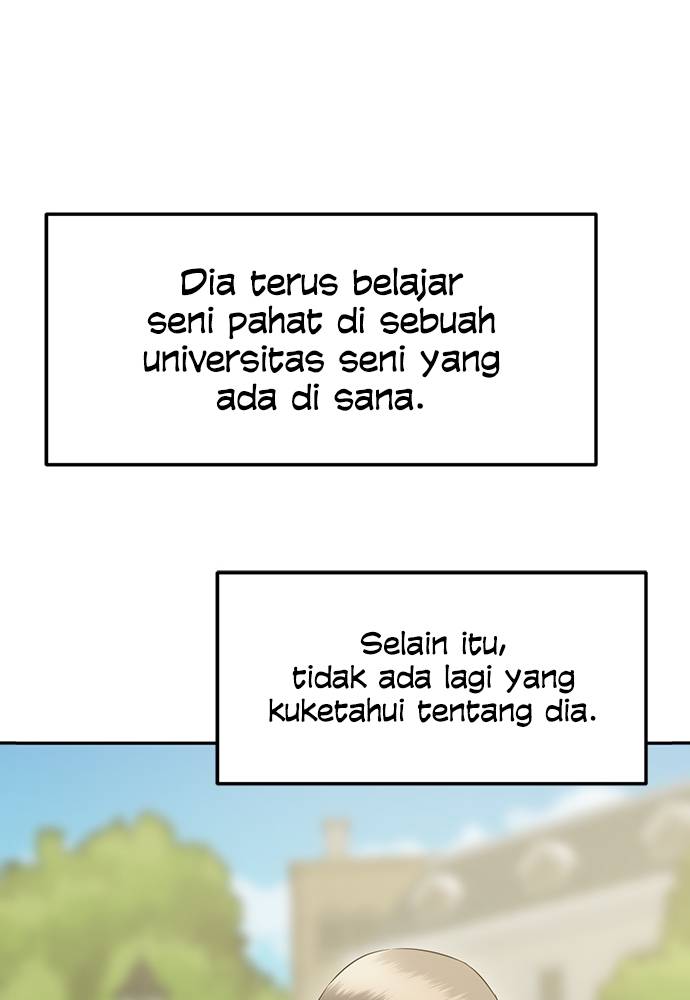 Dia terus belajar
seni pahat di sebuah
universitas seni yang
ada di sana.
Selain itu,
tidak ada lagi yang
kuketahui tentang dia.